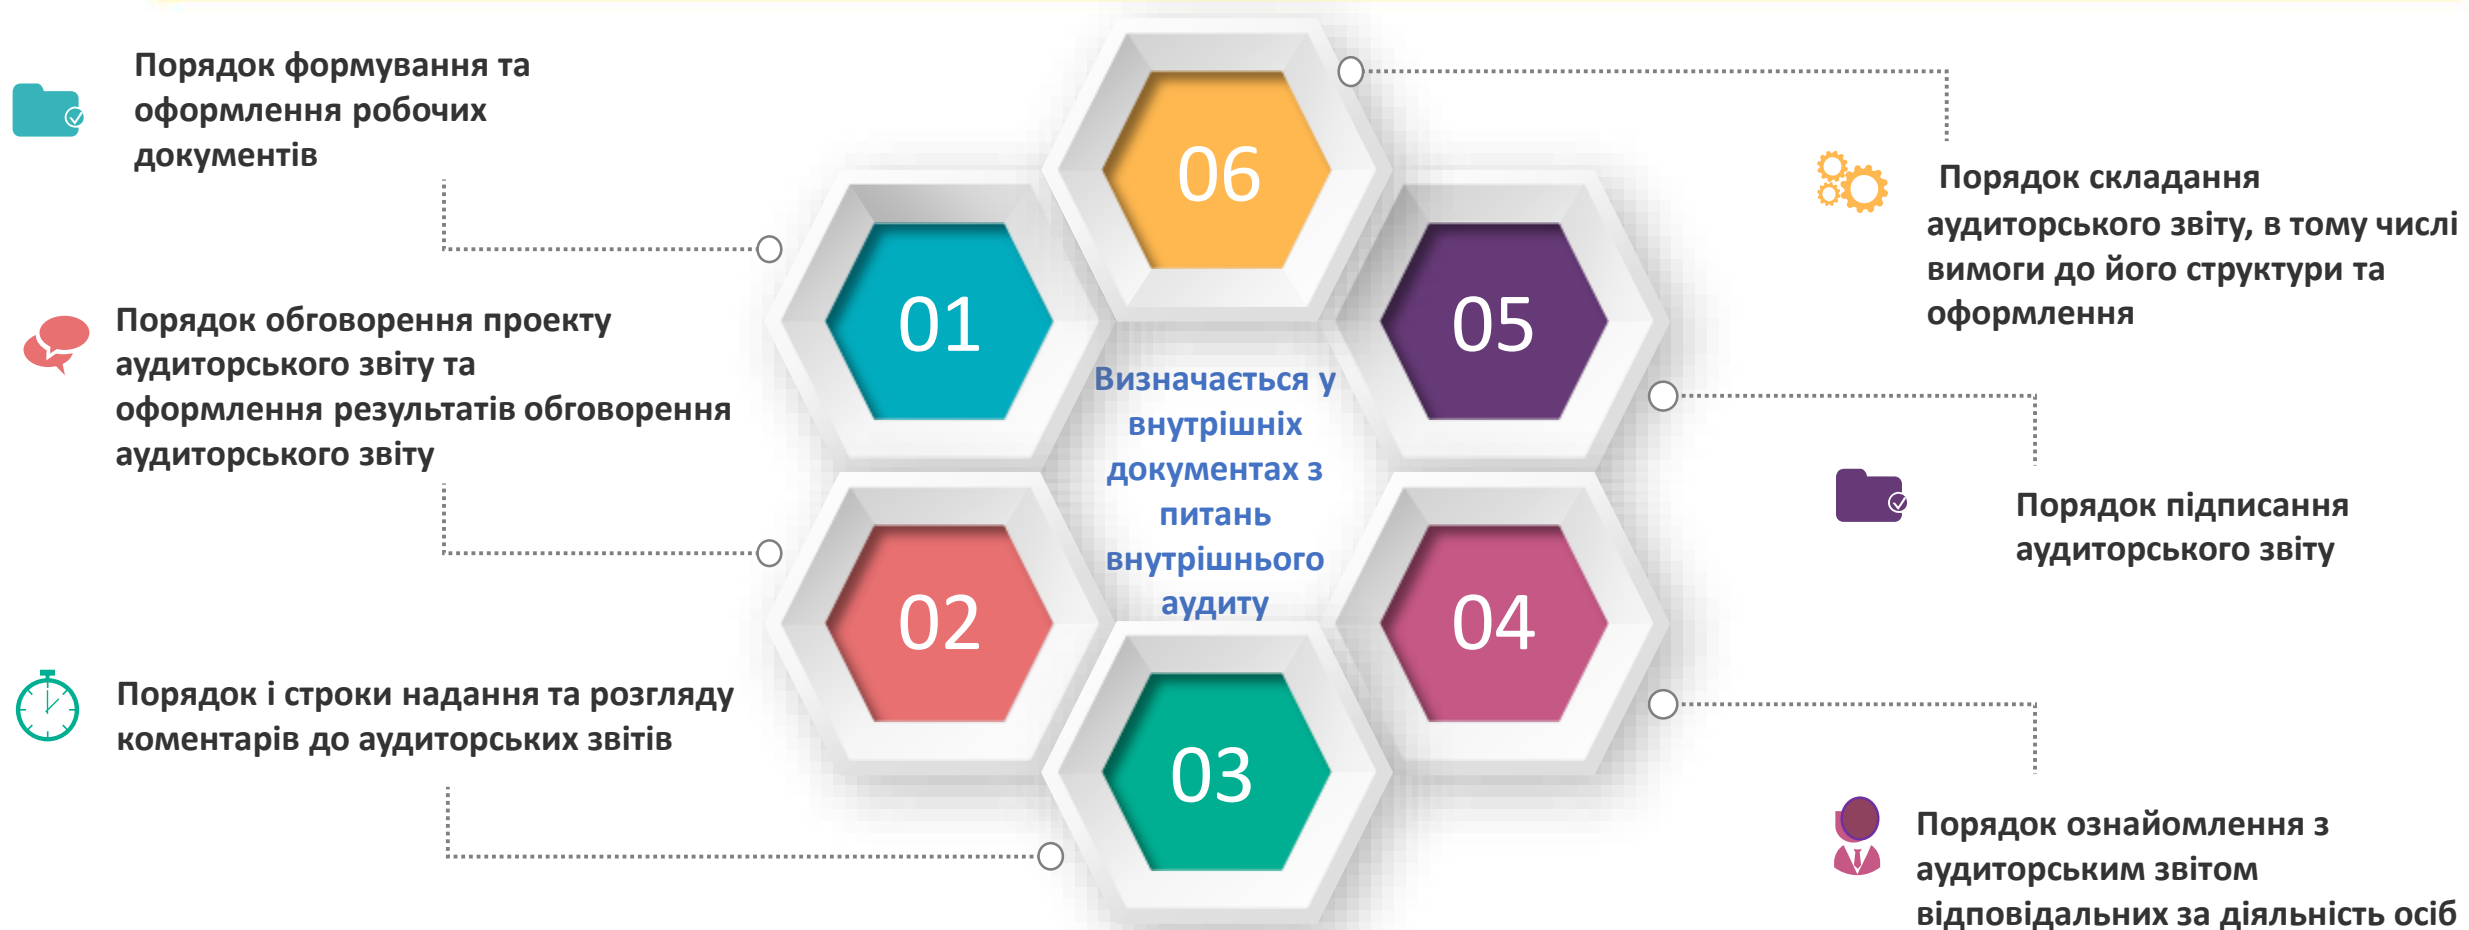 Порядок формування та
оформлення робочих
документів
Порядок обговорення проекту
аудиторського звіту та
оформлення результатів обговорення
аудиторського звіту
Порядок і строки надання та розгляду
коментарів до аудиторських звітів
06
01
05
Визначається у
внутрішніх
документах з
питань
внутрішнього
аудиту
02
04
03
Порядок складання
аудиторського звіту, в тому числі
вимоги до його структури та
оформлення
Порядок підписання
аудиторського звіту
Порядок ознайомлення з
аудиторським звітом
відповідальних за діяльність осіб